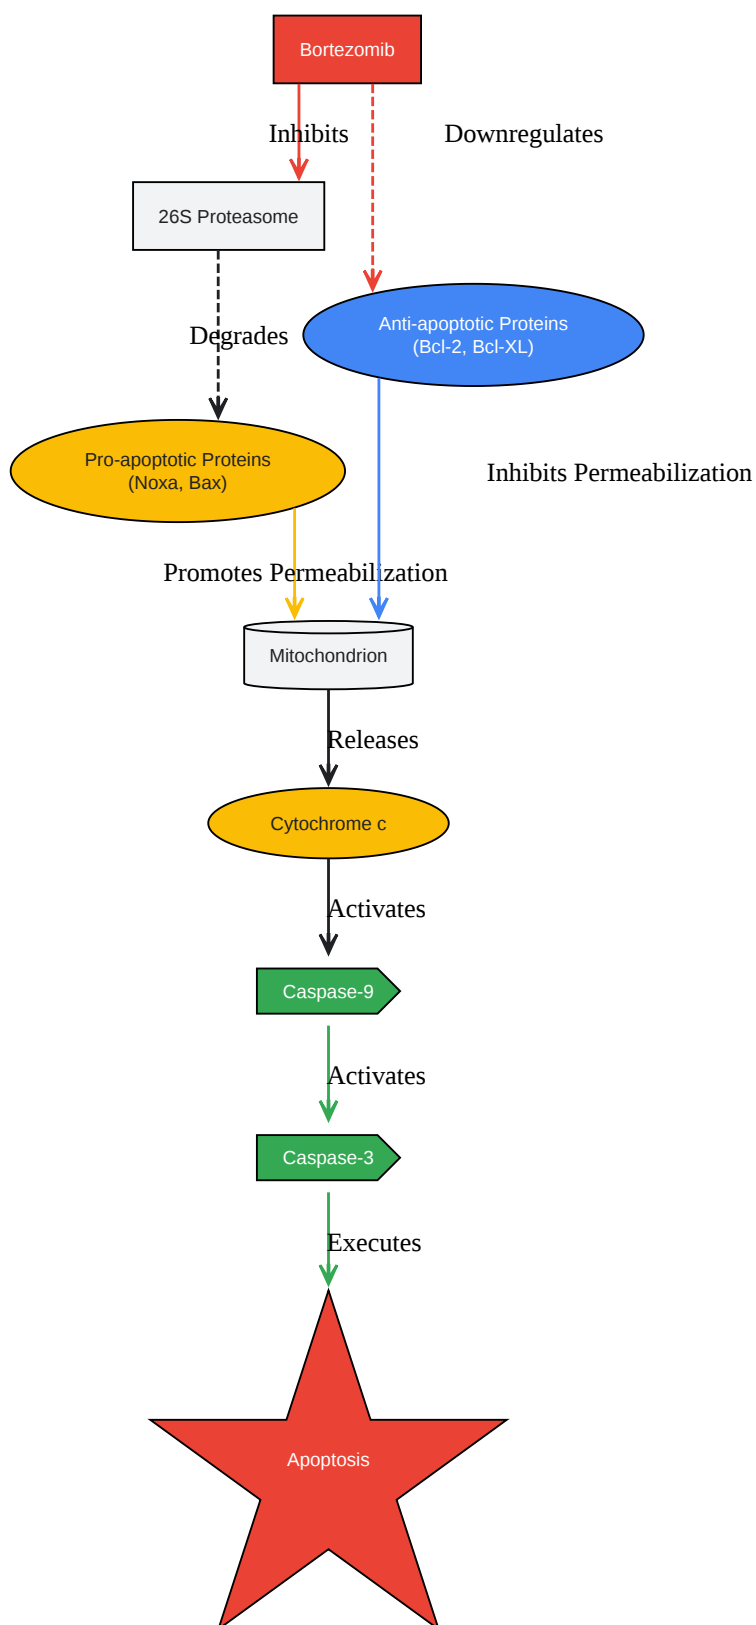 Bortezomib
Inhibits
Downregulates
26S Proteasome
Anti-apoptotic Proteins
(Bcl-2, Bcl-XL)
Degrades
Pro-apoptotic Proteins
(Noxa, Bax)
Inhibits Permeabilization
Promotes Permeabilization
Mitochondrion
Releases
Cytochrome c
Activates
Caspase-9
Activates
Caspase-3
Executes
Apoptosis